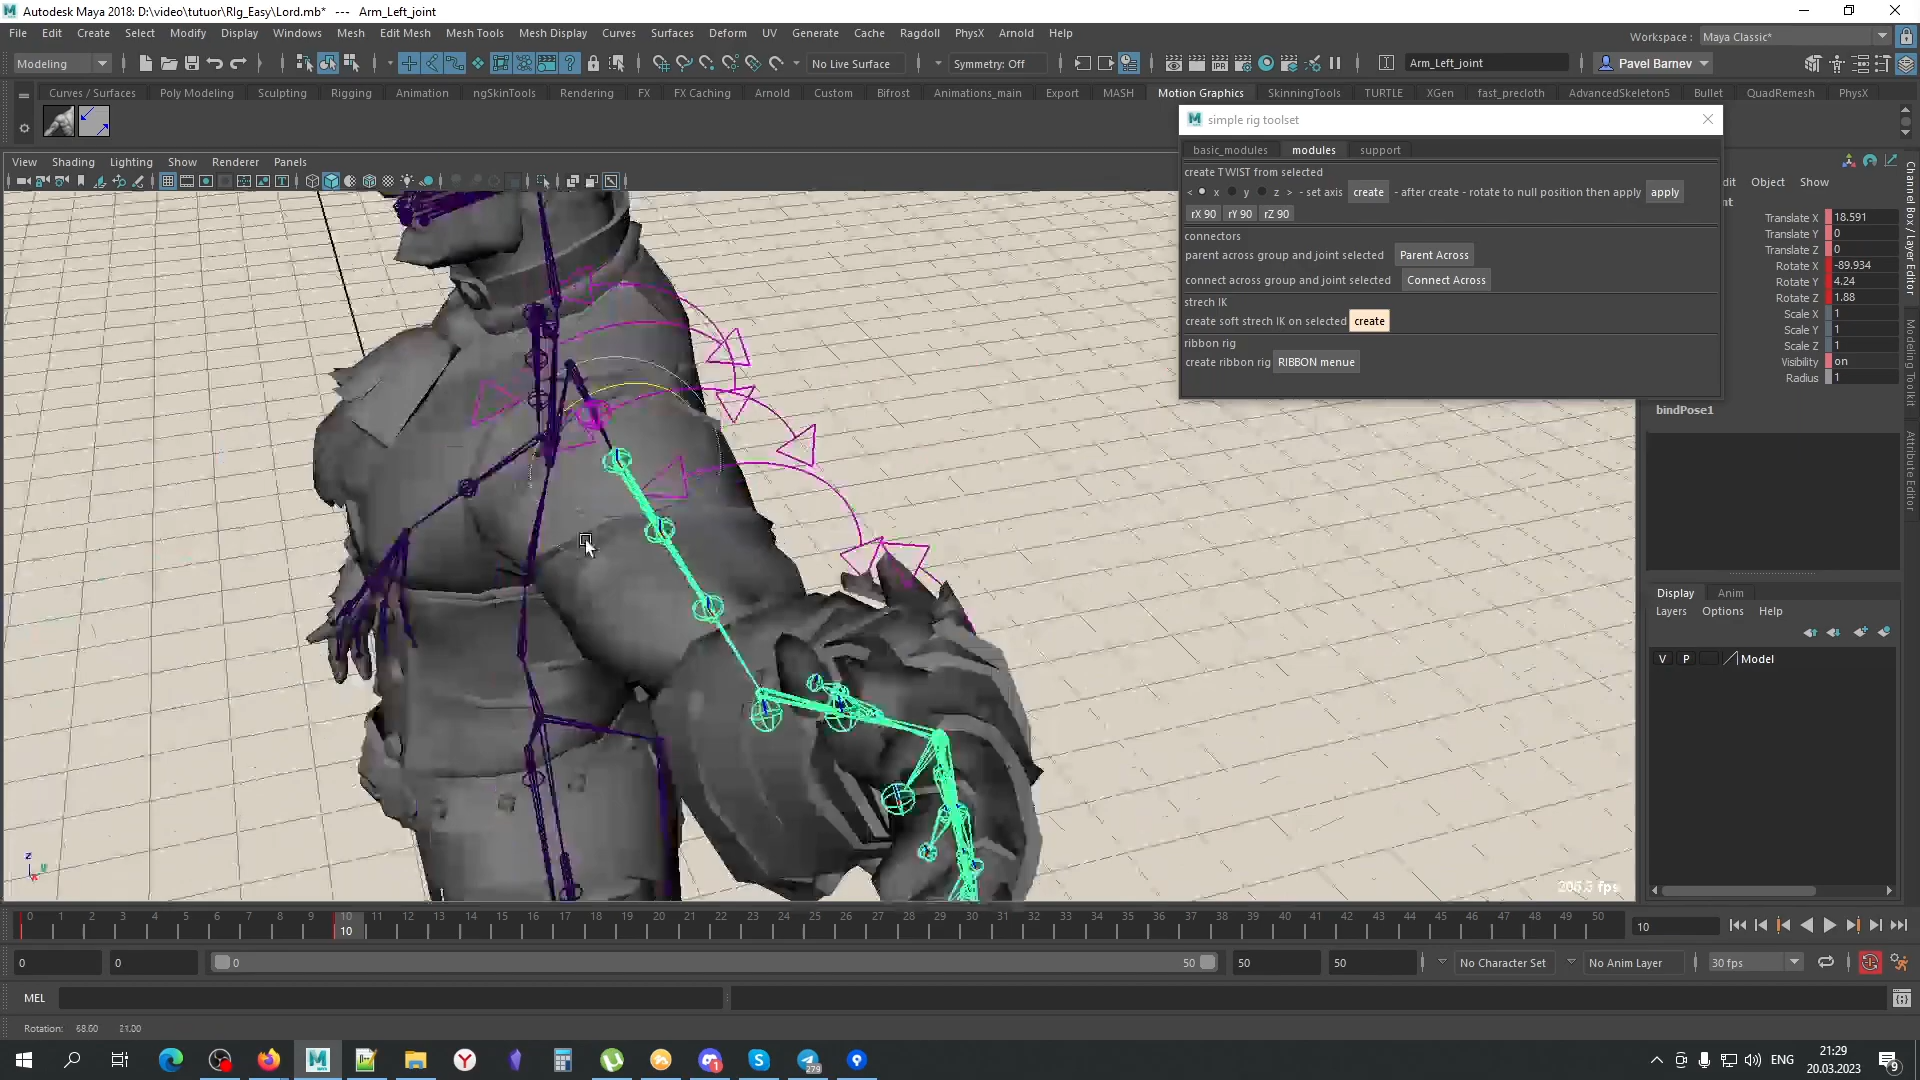 Autodesk Maya 2018: D:\video\tutuor\RIg_Easy\Lord.mb* --- Arm_Left_joint
File Edit Create Select Modify Display Windows Mesh Edit Mesh Mesh Tools Mesh Display Curves Surfaces Deform UV Generate Cache Ragdoll PhysX Arnold Help
Workspace : Maya Classic*
Modeling No Live Surface Symmetry: Off Arm_Left_joint Pavel Barnev
Curves / Surfaces Poly Modeling Sculpting Rigging Animation ngSkinTools Rendering FX FX Caching Arnold Custom Bifrost Animations_main Export MASH Motion Graphics SkinningTools TURTLE XGen fast_precloth AdvancedSkeleton5 Bullet QuadRemesh PhysX
simple rig toolset
basic_modules modules support
create TWIST from selected
< x y z > - set axis create - after create - rotate to null position then apply apply
rX 90 rY 90 rZ 90
connectors
parent across group and joint selected Parent Across
connect across group and joint selected Connect Across
strech IK
create soft strech IK on selected create
ribbon rig
create ribbon rig RIBBON menue
View Shading Lighting Show Renderer Panels
IPR
Object Show
Translate X 18.591
Translate Y 0
Translate Z 0
Rotate X -89.934
Rotate Y 4.24
Rotate Z 1.88
Scale X 1
Scale Y 1
Scale Z 1
Visibility on
Radius 1
bindPose1
Channel Box / Layer Editor
Modeling Toolkit
Attribute Editor
Display Anim
Layers Options Help
V P Model
0 1 2 3 4 5 6 7 8 9 10 11 12 13 14 15 16 17 18 19 20 21 22 23 24 25 26 27 28 29 30 31 32 33 34 35 36 37 38 39 40 41 42 43 44 45 46 47 48 49 50
10 10
0 0 0 50 50 50 No Character Set No Anim Layer 30 fps
MEL
Rotation: 21.00
279
ENG
21:29
20.03.2023
9